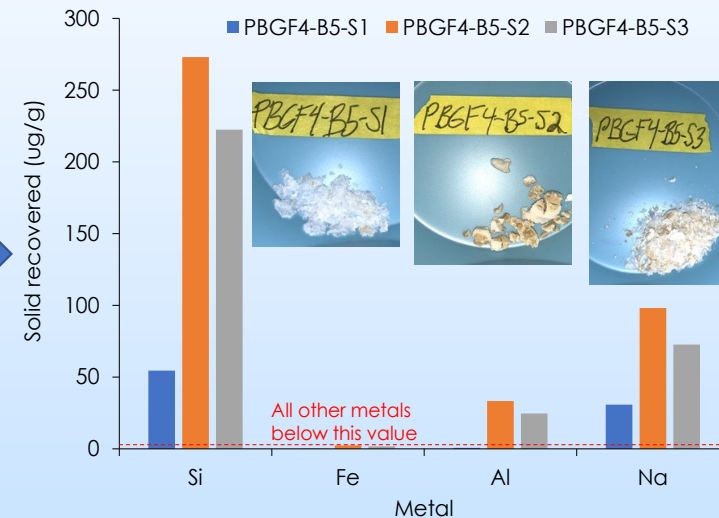 300
250
200
150
100
50
0
Solid recovered (ug/g)
PBGF4-B5-S1 PBGF4-B5-S2 PBGF4-B5-S3
PBGF4-B5-S1
PBGF4-B5-S2
PBGF4-B5-S3
All other metals
below this value
Si Fe Al Na
Metal